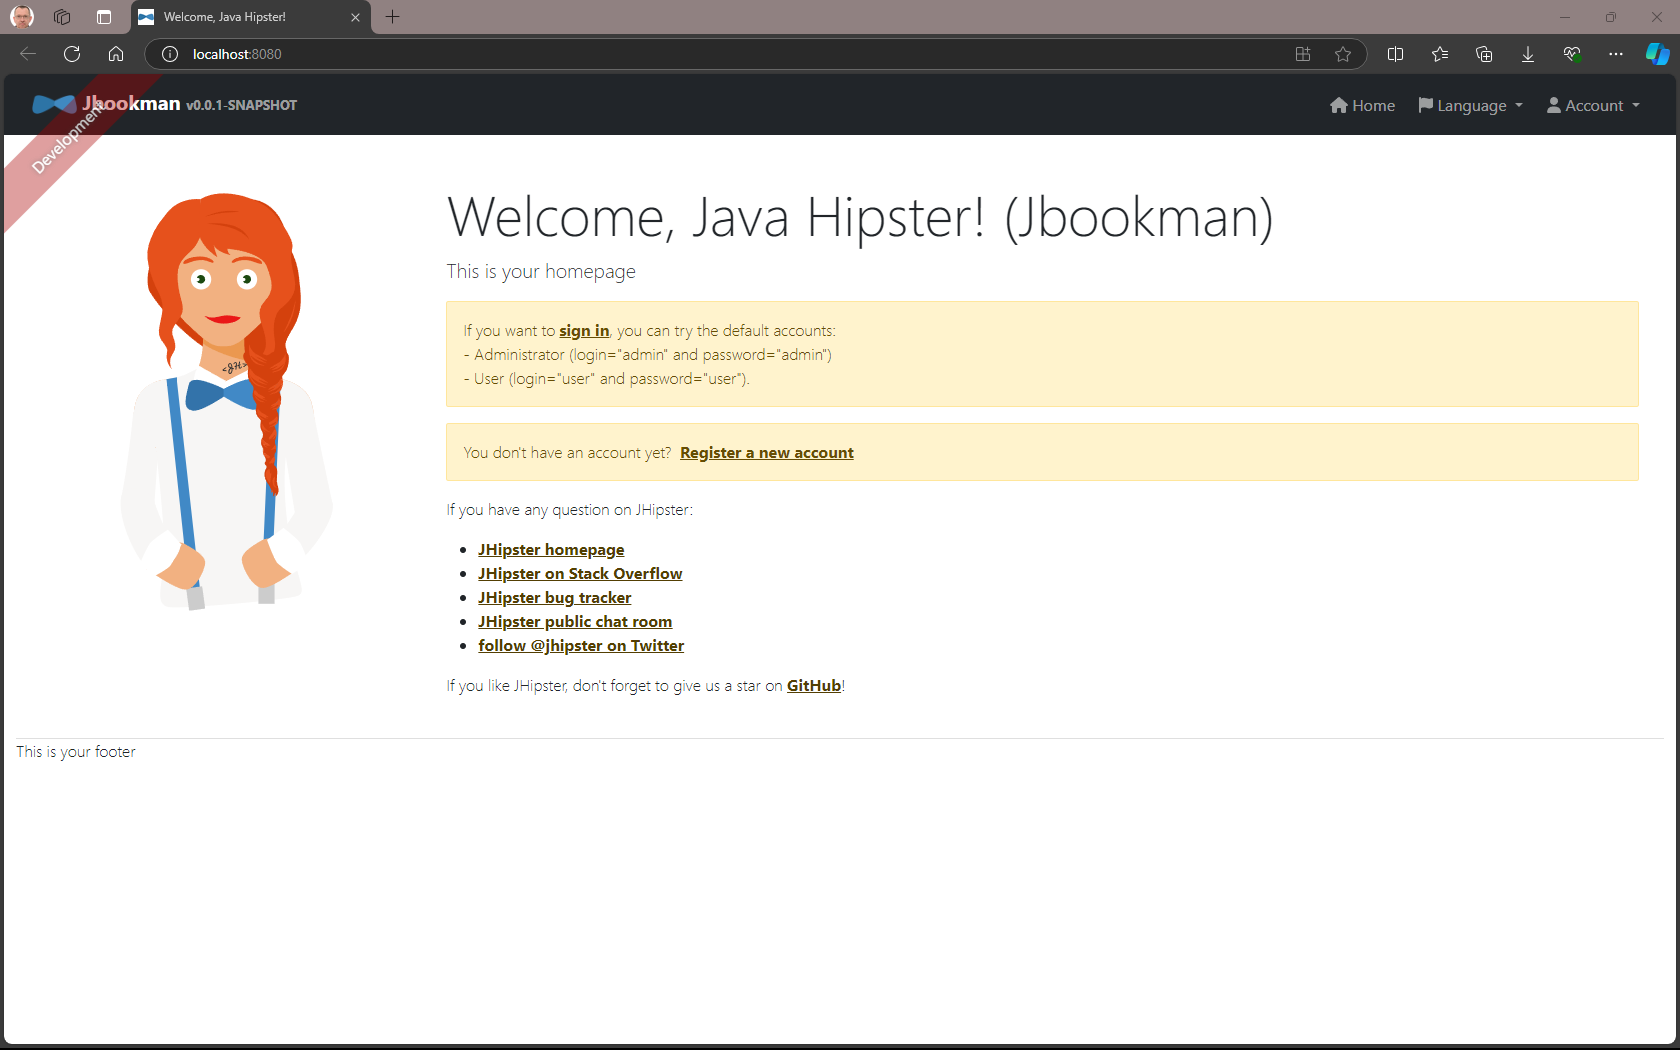 Welcome, Java Hipster!
localhost:8080
Jbookman v0.0.1-SNAPSHOT
Home Language Account
Development
<JH>
Welcome, Java Hipster! (Jbookman)
This is your homepage
If you want to sign in, you can try the default accounts:
- Administrator (login="admin" and password="admin")
- User (login="user" and password="user").
You don't have an account yet? Register a new account
If you have any question on JHipster:
JHipster homepage
JHipster on Stack Overflow
JHipster bug tracker
JHipster public chat room
follow @jhipster on Twitter
If you like JHipster, don't forget to give us a star on GitHub!
This is your footer